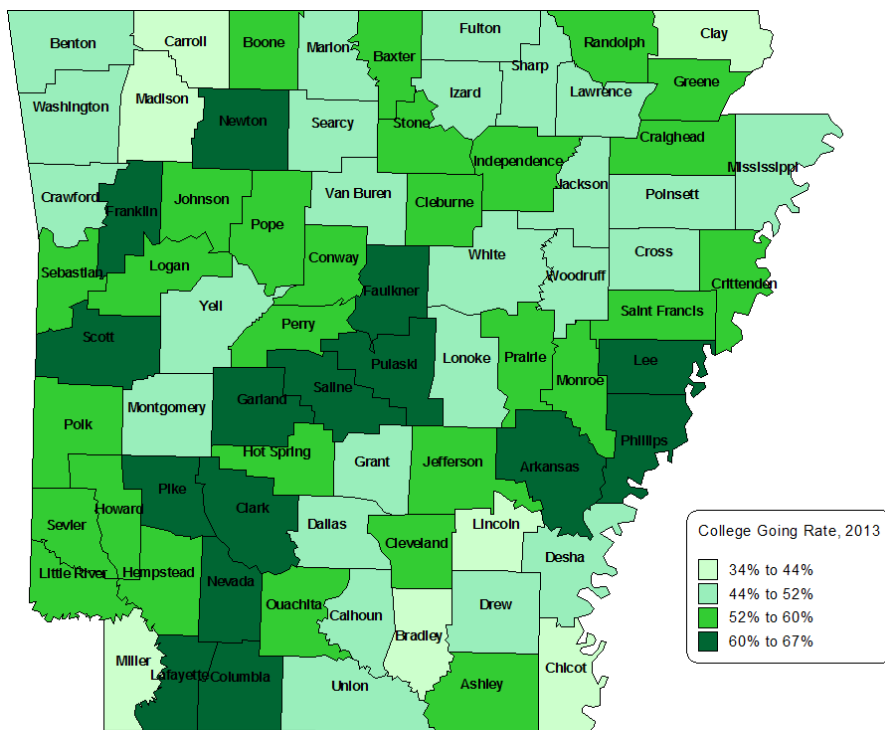 Benton
Carroll
Boone
Marion
Baxter
Fulton
Sharp
Randolph
Clay
Washington
Madison
Newton
Searcy
Stone
Izard
Lawrence
Greene
Craighead
Mississippi
Crawford
Franklin
Johnson
Pope
Van Buren
Cleburne
Independence
Jackson
Poinsett
Sebastian
Logan
Conway
Faulkner
White
Woodruff
Cross
Crittenden
Scott
Yell
Perry
Pulaski
Lonoke
Prairie
Saint Francis
Lee
Polk
Montgomery
Garland
Saline
Monroe
Phillips
Hot Spring
Grant
Jefferson
Arkansas
Sevier
Howard
Pike
Clark
Dallas
Cleveland
Lincoln
Desha
Little River
Hempstead
Nevada
Ouachita
Calhoun
Bradley
Drew
Miller
Lafayette
Columbia
Union
Ashley
Chicot
College Going Rate, 2013
34% to 44%
44% to 52%
52% to 60%
60% to 67%